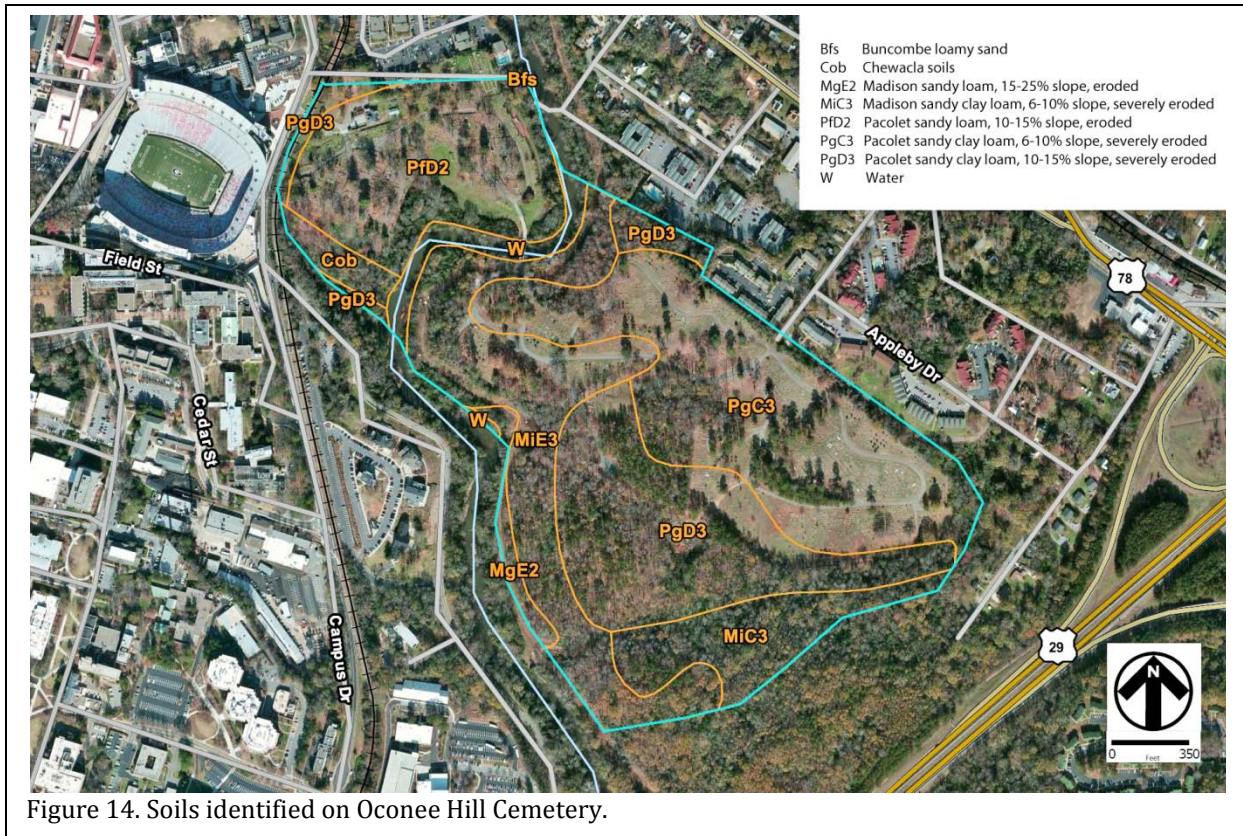 Bfs Buncombe loamy sand
Cob Chewacla soils
MgE2 Madison sandy loam, 15-25% slope, eroded
MiC3 Madison sandy clay loam, 6-10% slope, severely eroded
PfD2 Pacolet sandy loam, 10-15% slope, eroded
PgC3 Pacolet sandy clay loam, 6-10% slope, severely eroded
PgD3 Pacolet sandy clay loam, 10-15% slope, severely eroded
W Water
Bfs
PgD3
PfD2
W
PgD3
Cob
Field St
PgD3
78
Appleby Dr
PgC3
Cedar St
W
MiE3
PgD3
MgE2
MiC3
Campus Dr
29
N
0 Feet 350
Figure 14. Soils identified on Oconee Hill Cemetery.